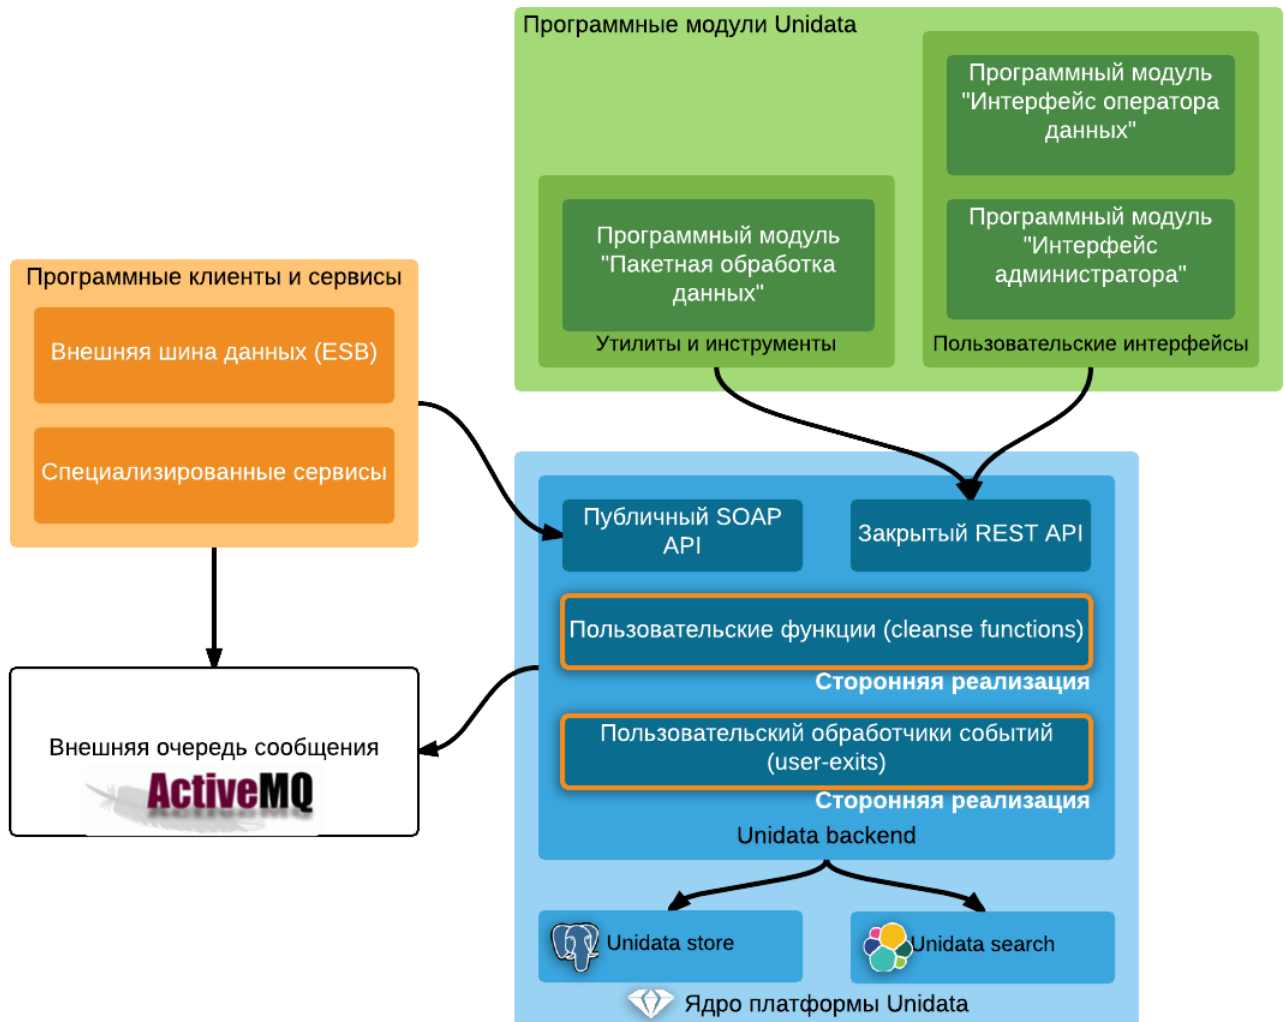 Программные модули Unidata
Программный модуль
"Интерфейс оператора
данных"
Программный модуль
"Интерфейс
администратора"
Пользовательские интерфейсы
Программный модуль
"Пакетная обработка
данных"
Утилиты и инструменты
Программные клиенты и сервисы
Внешняя шина данных (ESB)
Специализированные сервисы
Публичный SOAP
API
Закрытый REST API
Пользовательские функции (cleanse functions)
Сторонняя реализация
Пользовательский обработчики событий
(user-exits)
Сторонняя реализация
Unidata backend
Внешняя очередь сообщения
ActiveMQ
Unidata store
Unidata search
Ядро платформы Unidata